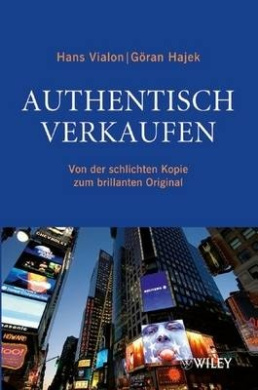 Hans Vialon | Göran Hajek
AUTHENTISCH
VERKAUFEN
Von der schlichten Kopie
zum brillanten Original
WILEY